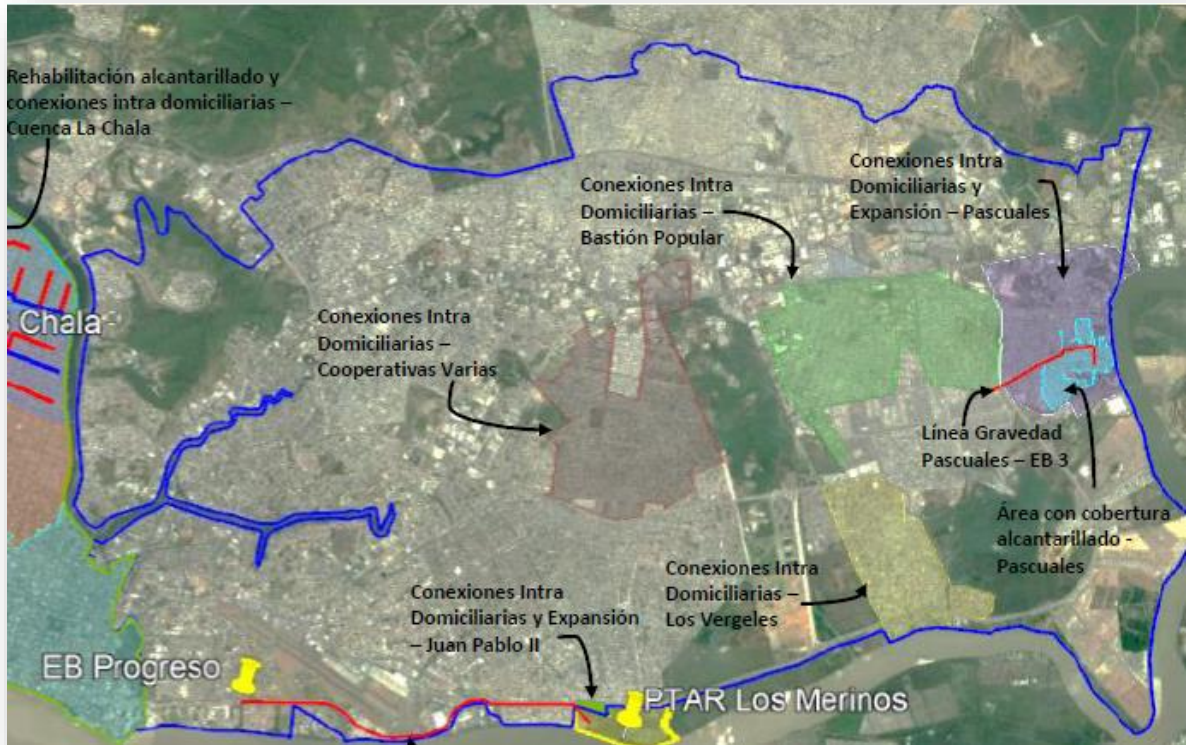 Rehabilitación alcantarillado y
conexiones intra domiciliarias –
Cuenca La Chala
Conexiones Intra
Domiciliarias –
Bastión Popular
Conexiones Intra
Domiciliarias y
Expansión – Pascuales
Chala
Conexiones Intra
Domiciliarias –
Cooperativas Varias
Línea Gravedad
Pascuales – EB 3
Área con cobertura
alcantarillado -
Pascuales
Conexiones Intra
Domiciliarias –
Los Vergeles
Conexiones Intra
Domiciliarias y Expansión
– Juan Pablo II
EB Progreso
PTAR Los Merinos